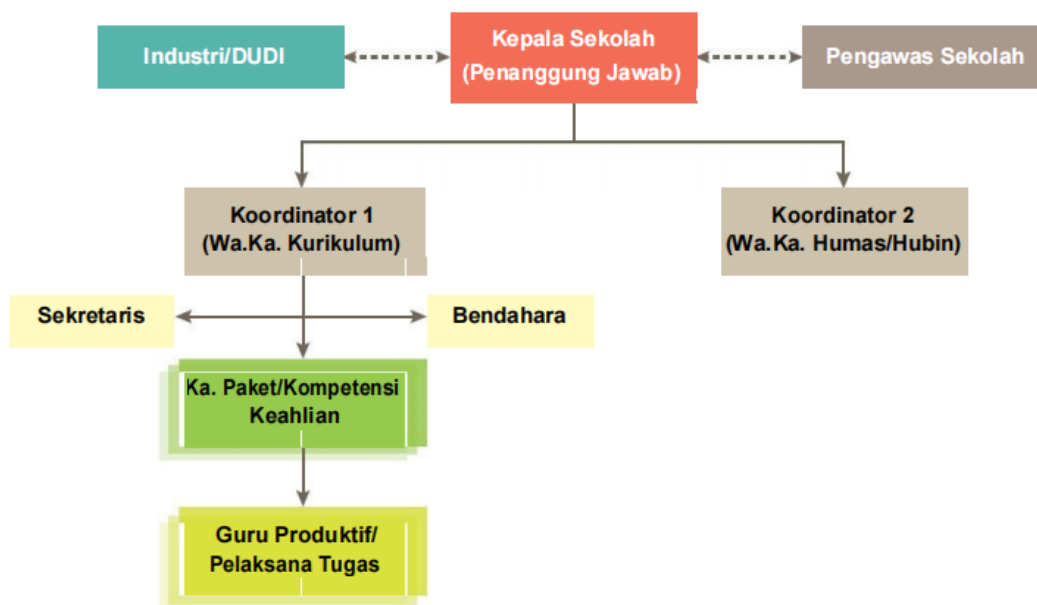 Industri/DUDI
Kepala Sekolah
(Penanggung Jawab)
Pengawas Sekolah
Koordinator 1
(Wa.Ka. Kurikulum)
Koordinator 2
(Wa.Ka. Humas/Hubin)
Sekretaris
Bendahara
Ka. Paket/Kompetensi
Keahlian
Guru Produktif/
Pelaksana Tugas